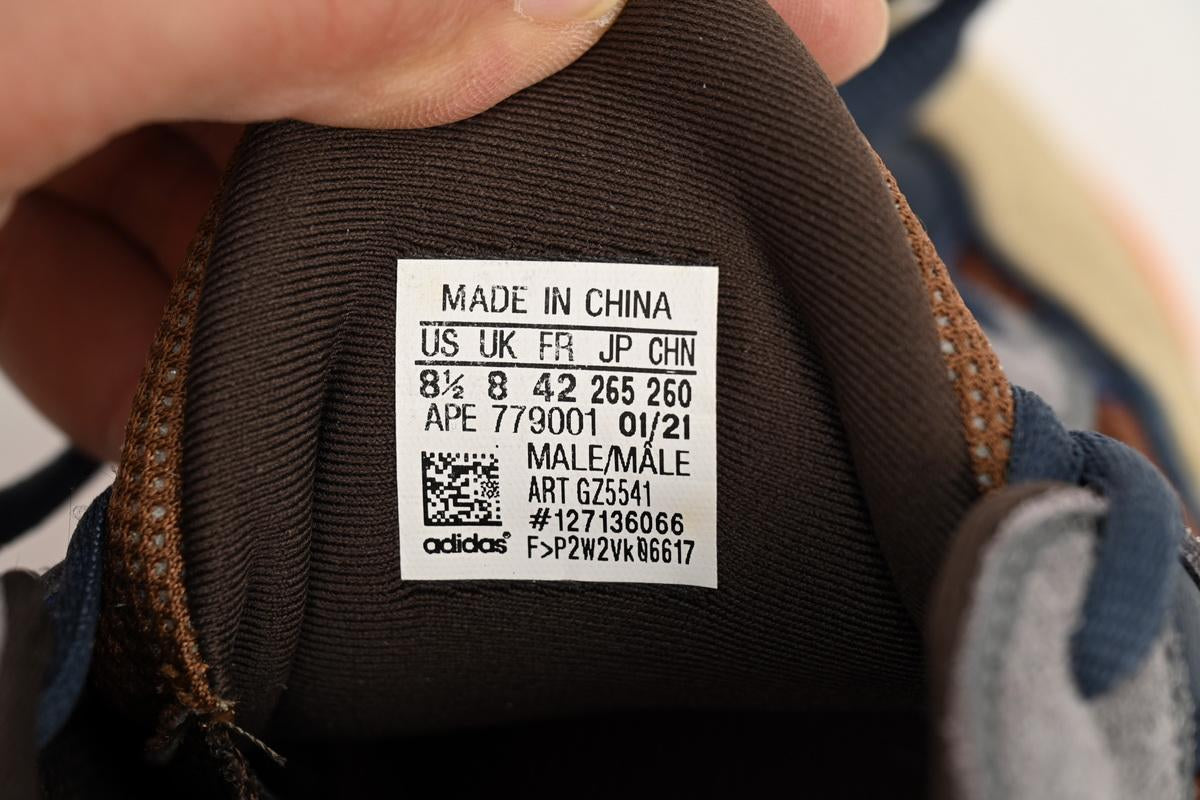 MADE IN CHINA
US UK FR JP CHN
8½ 8 42 265 260
APE 779001 01/21
MALE/MÂLE
ART GZ5541
#127136066
F>P2W2Vk06617
adidas®